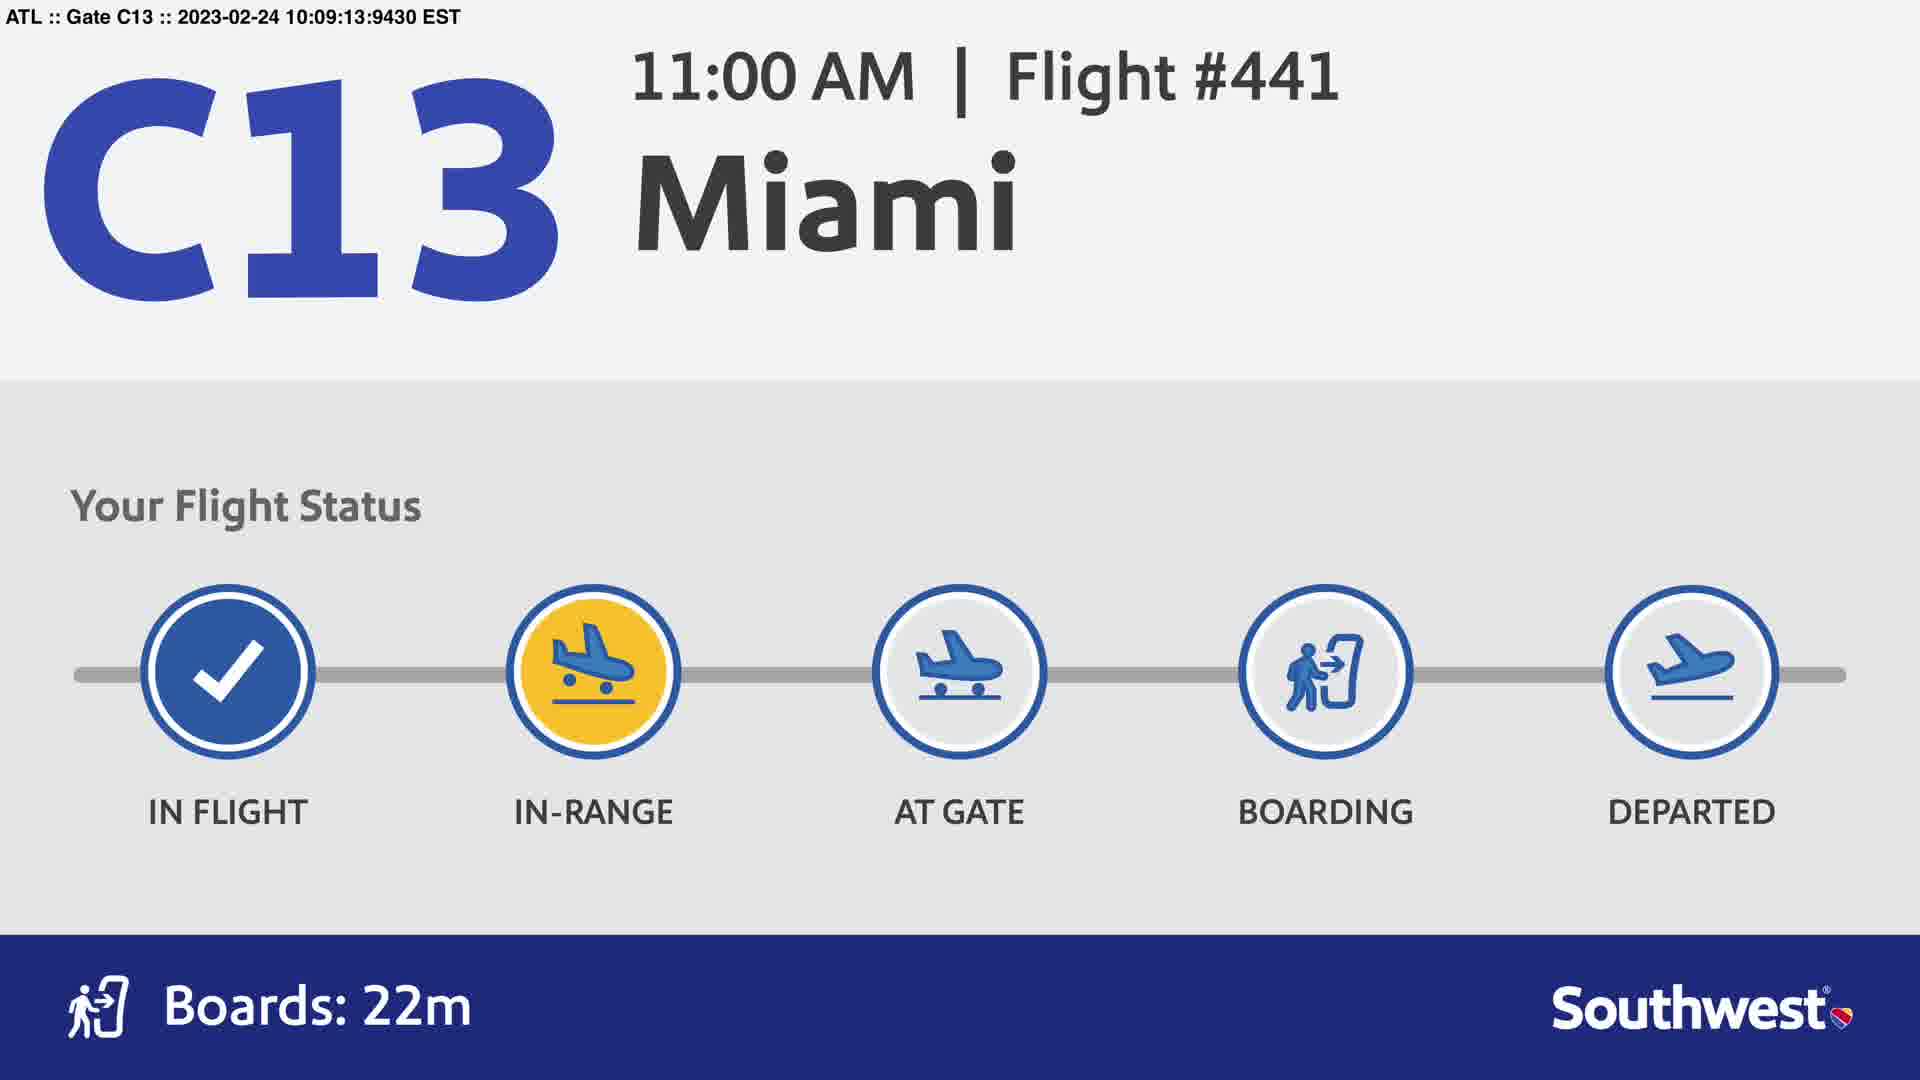 ATL :: Gate C13 :: 2023-02-24 10:09:13:9430 EST
C13
11:00 AM | Flight #441
Miami
Your Flight Status
IN FLIGHT
IN-RANGE
AT GATE
BOARDING
DEPARTED
Boards: 22m
Southwest®